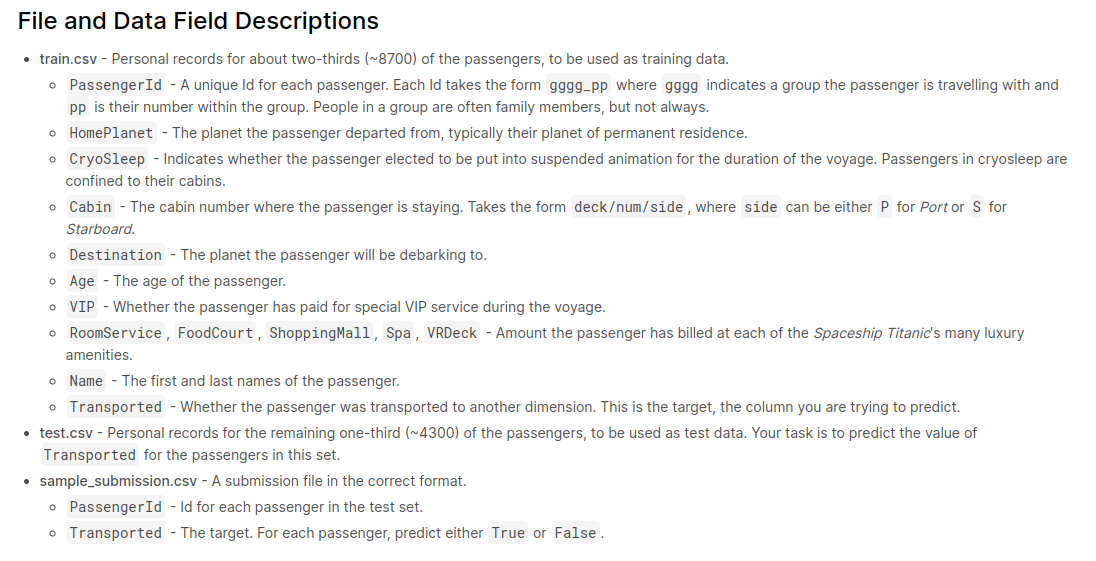 File and Data Field Descriptions
train.csv - Personal records for about two-thirds (~8700) of the passengers, to be used as training data.
PassengerId - A unique Id for each passenger. Each Id takes the form gggg_pp where gggg indicates a group the passenger is travelling with and
pp is their number within the group. People in a group are often family members, but not always.
HomePlanet - The planet the passenger departed from, typically their planet of permanent residence.
CryoSleep - Indicates whether the passenger elected to be put into suspended animation for the duration of the voyage. Passengers in cryosleep are
confined to their cabins.
Cabin - The cabin number where the passenger is staying. Takes the form deck/num/side, where side can be either P for Port or S for
Starboard.
Destination - The planet the passenger will be debarking to.
Age - The age of the passenger.
VIP - Whether the passenger has paid for special VIP service during the voyage.
RoomService, FoodCourt, ShoppingMall, Spa, VRDeck - Amount the passenger has billed at each of the Spaceship Titanic's many luxury
amenities.
Name - The first and last names of the passenger.
Transported - Whether the passenger was transported to another dimension. This is the target, the column you are trying to predict.
test.csv - Personal records for the remaining one-third (~4300) of the passengers, to be used as test data. Your task is to predict the value of
Transported for the passengers in this set.
sample_submission.csv - A submission file in the correct format.
PassengerId - Id for each passenger in the test set.
Transported - The target. For each passenger, predict either True or False.